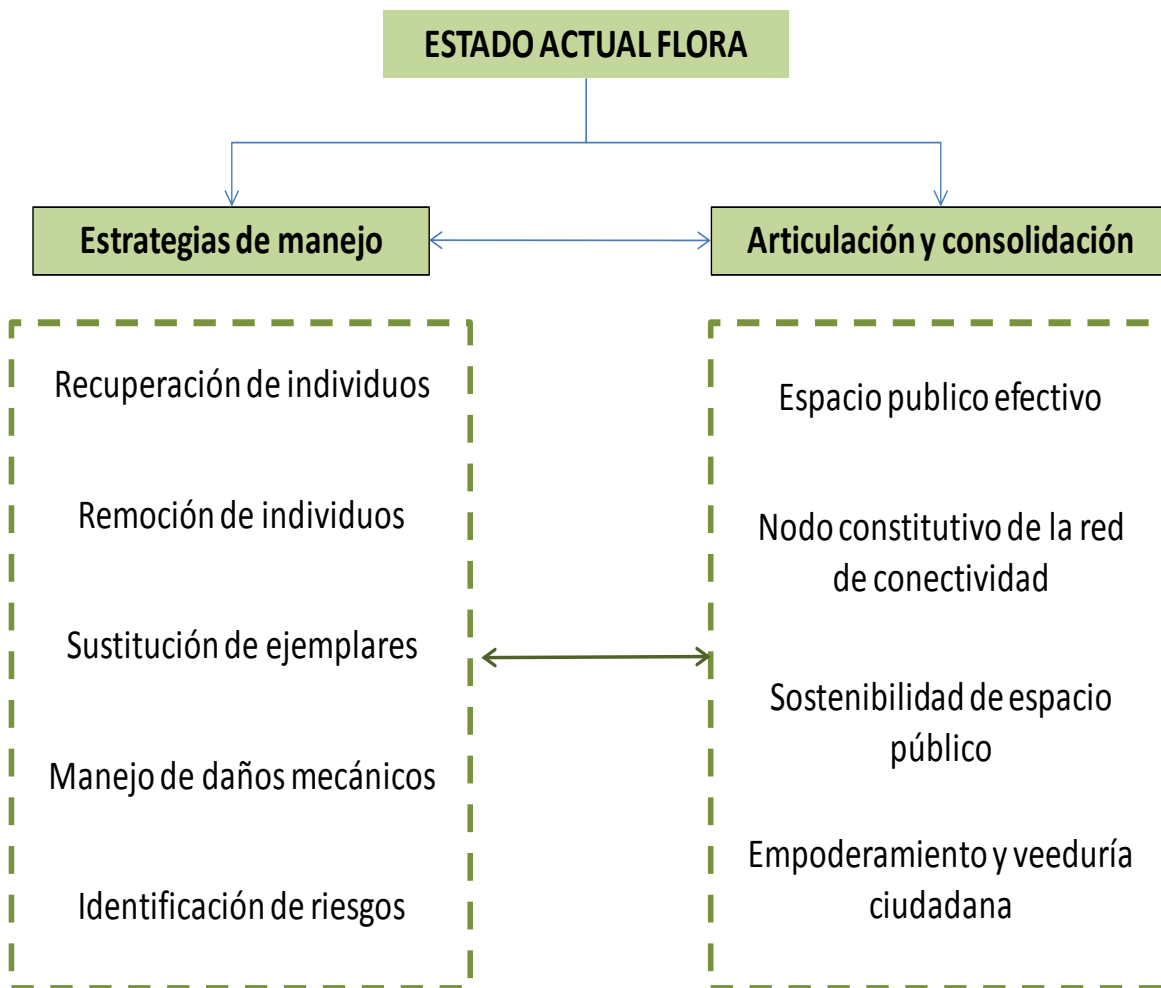 ESTADO ACTUAL FLORA
Estrategias de manejo
Articulación y consolidación
Recuperación de individuos
Remoción de individuos
Sustitución de ejemplares
Manejo de daños mecánicos
Identificación de riesgos
Espacio publico efectivo
Nodo constitutivo de la red
de conectividad
Sostenibilidad de espacio
público
Empoderamiento y veeduría
ciudadana